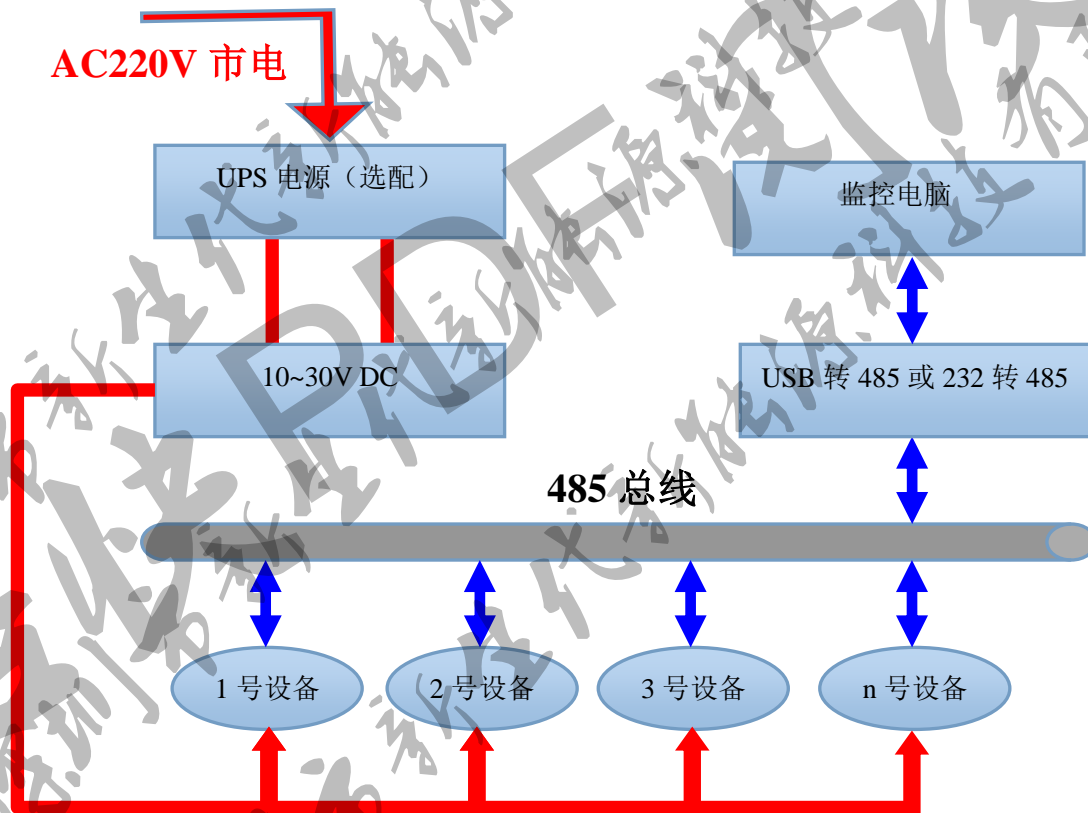 AC220V 市电
UPS 电源（选配）
监控电脑
10~30V DC
USB 转 485 或 232 转 485
485 总线
1 号设备
2 号设备
3 号设备
n 号设备